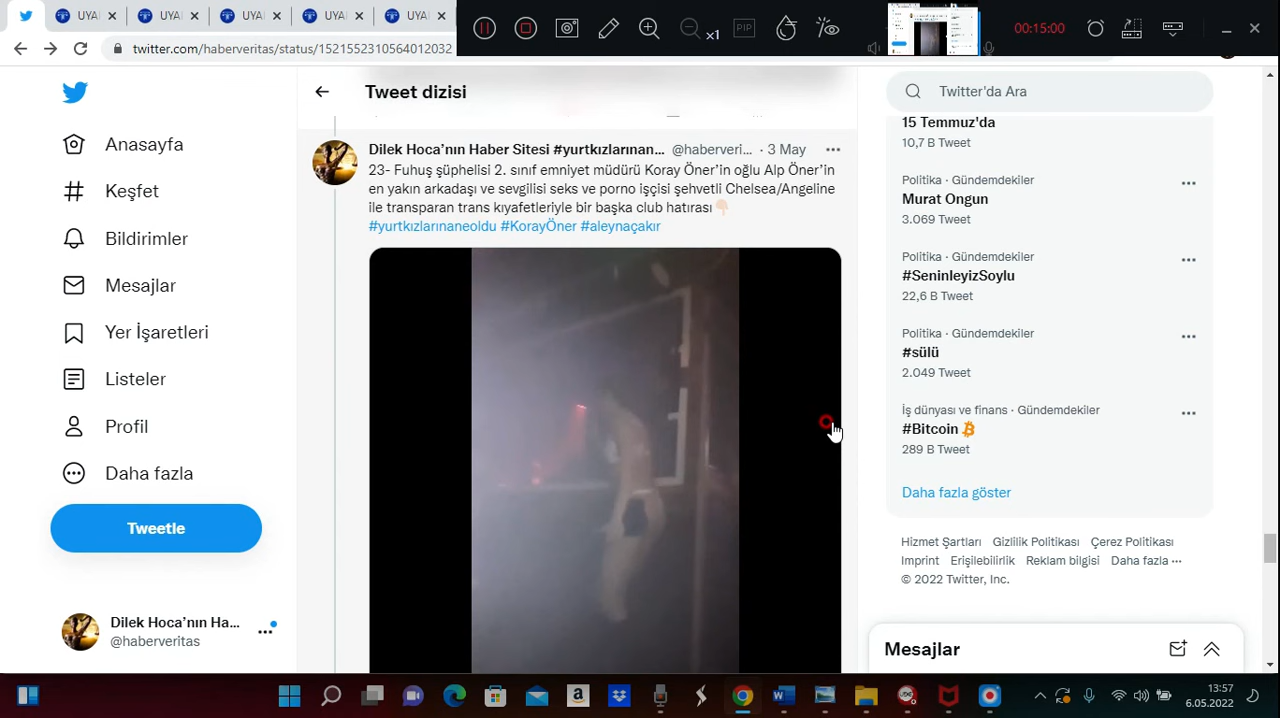 UYA
UYA
twitter.com/haberveritas/status/1521552310564012032
x1
PIP
00:15:00
Anasayfa
Keşfet
Bildirimler
Mesajlar
Yer İşaretleri
Listeler
Profil
Daha fazla
Tweetle
Dilek Hoca'nın Ha...
@haberveritas
Tweet dizisi
Dilek Hoca'nın Haber Sitesi #yurtkızlarınan... @haberveri... · 3 May
23- Fuhuş şüphelisi 2. sınıf emniyet müdürü Koray Öner'in oğlu Alp Öner'in
en yakın arkadaşı ve sevgilisi seks ve porno işçisi şehvetli Chelsea/Angeline
ile transparan trans kıyafetleriyle bir başka club hatırası👇🏻
#yurtkızlarınaneoldu #KorayÖner #aleynaçakır
Twitter'da Ara
15 Temmuz'da
10,7 B Tweet
Politika · Gündemdekiler
Murat Ongun
3.069 Tweet
Politika · Gündemdekiler
#SeninleyizSoylu
22,6 B Tweet
Politika · Gündemdekiler
#sülü
2.049 Tweet
İş dünyası ve finans · Gündemdekiler
#Bitcoin
289 B Tweet
Daha fazla göster
Hizmet Şartları Gizlilik Politikası Çerez Politikası
Imprint Erişilebilirlik Reklam bilgisi Daha fazla ···
© 2022 Twitter, Inc.
Mesajlar
13:57
6.05.2022